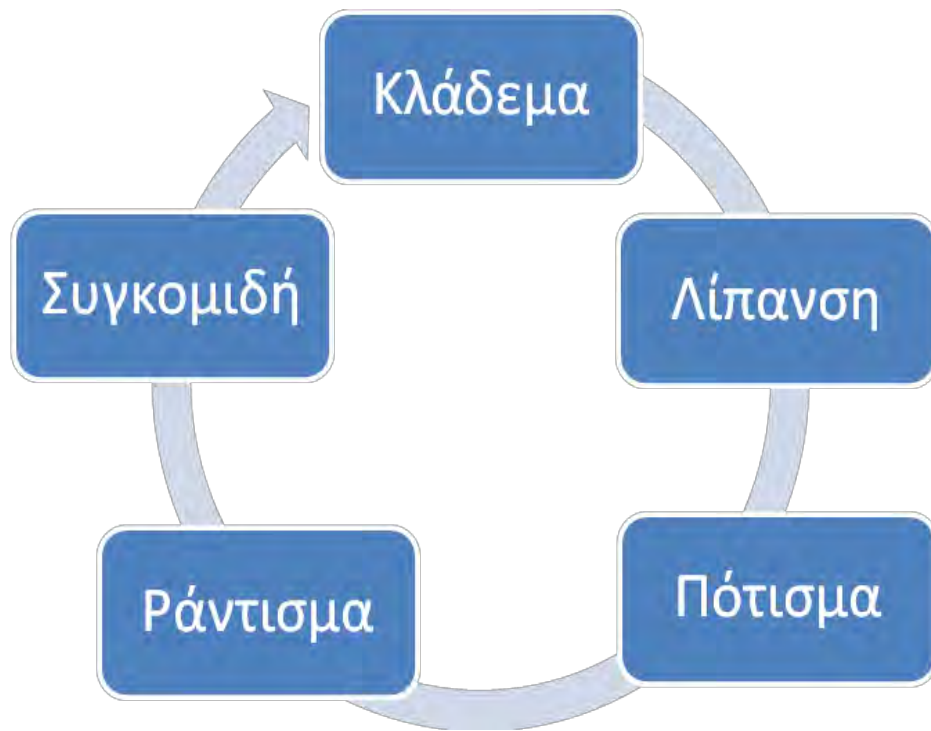 Κλάδεμα
Λίπανση
Πότισμα
Ράντισμα
Συγκομιδή